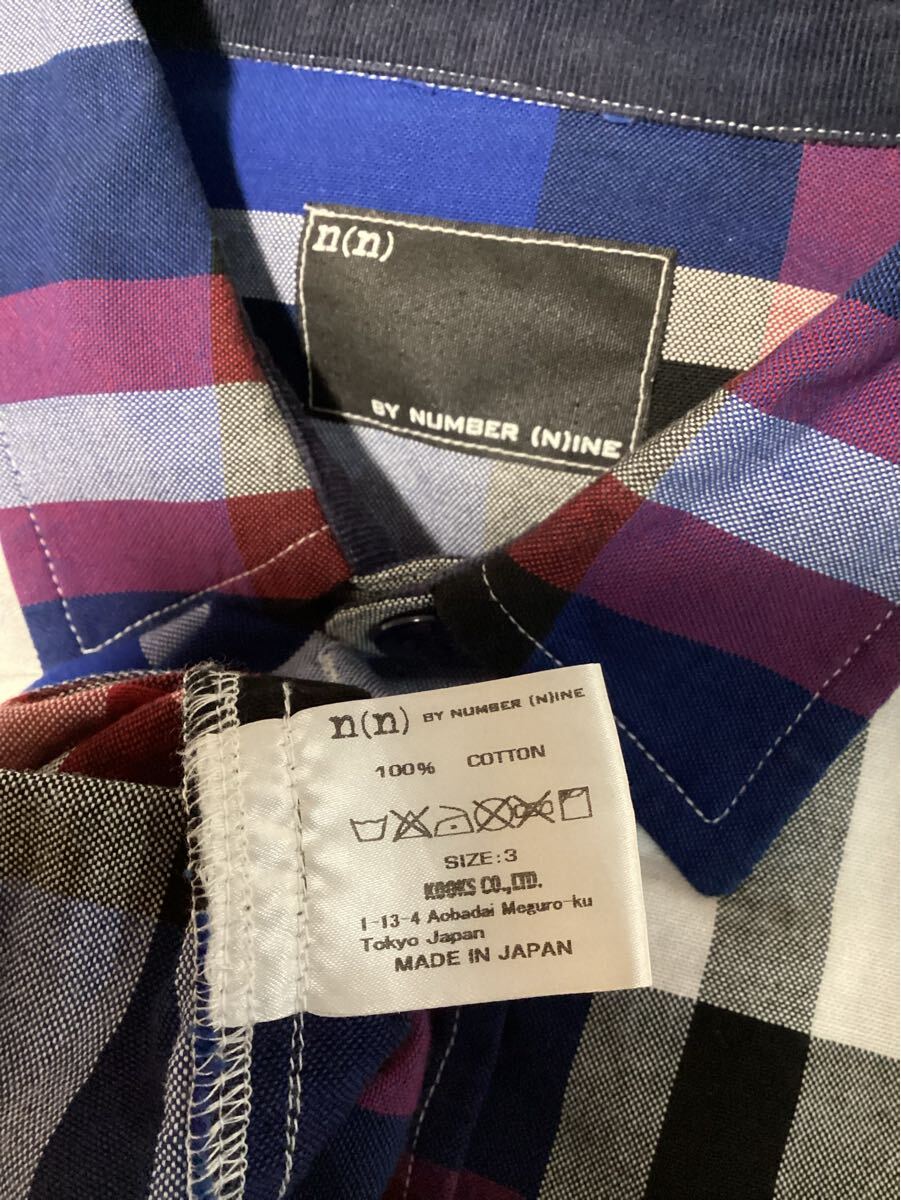 n(n)
BY NUMBER (N)INE
n(n) BY NUMBER (N)INE
100% COTTON
SIZE:3
KOOKS CO.,LTD.
1-13-4 Aobadai Meguro-ku
Tokyo Japan
MADE IN JAPAN